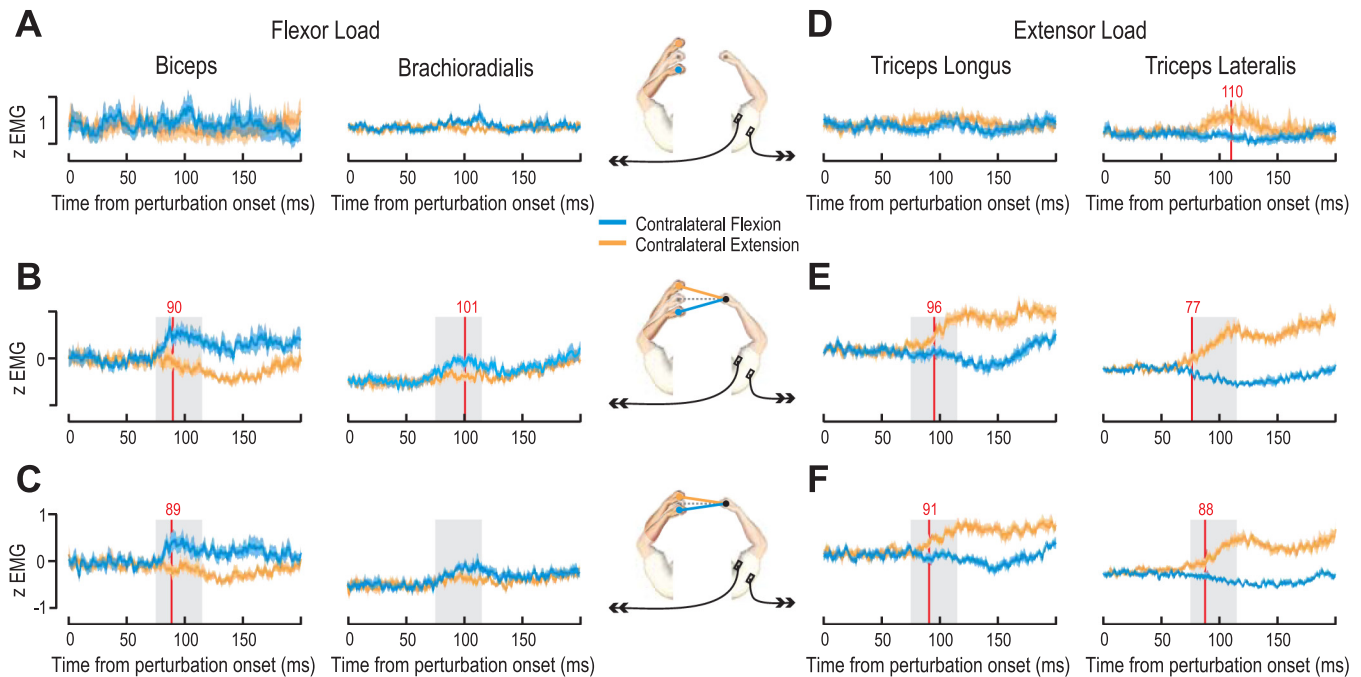 A
Flexor Load
D
Extensor Load
Biceps
Brachioradialis
Triceps Longus
Triceps Lateralis
z EMG
1
110
0 50 100 150
0 50 100 150
0 50 100 150
0 50 100 150
Time from perturbation onset (ms)
Time from perturbation onset (ms)
Time from perturbation onset (ms)
Time from perturbation onset (ms)
Contralateral Flexion
Contralateral Extension
B
E
z EMG
0
90
101
96
77
0 50 100 150
0 50 100 150
0 50 100 150
0 50 100 150
C
F
z EMG
1
0
-1
89
91
88
0 50 100 150
0 50 100 150
0 50 100 150
0 50 100 150
Time from perturbation onset (ms)
Time from perturbation onset (ms)
Time from perturbation onset (ms)
Time from perturbation onset (ms)